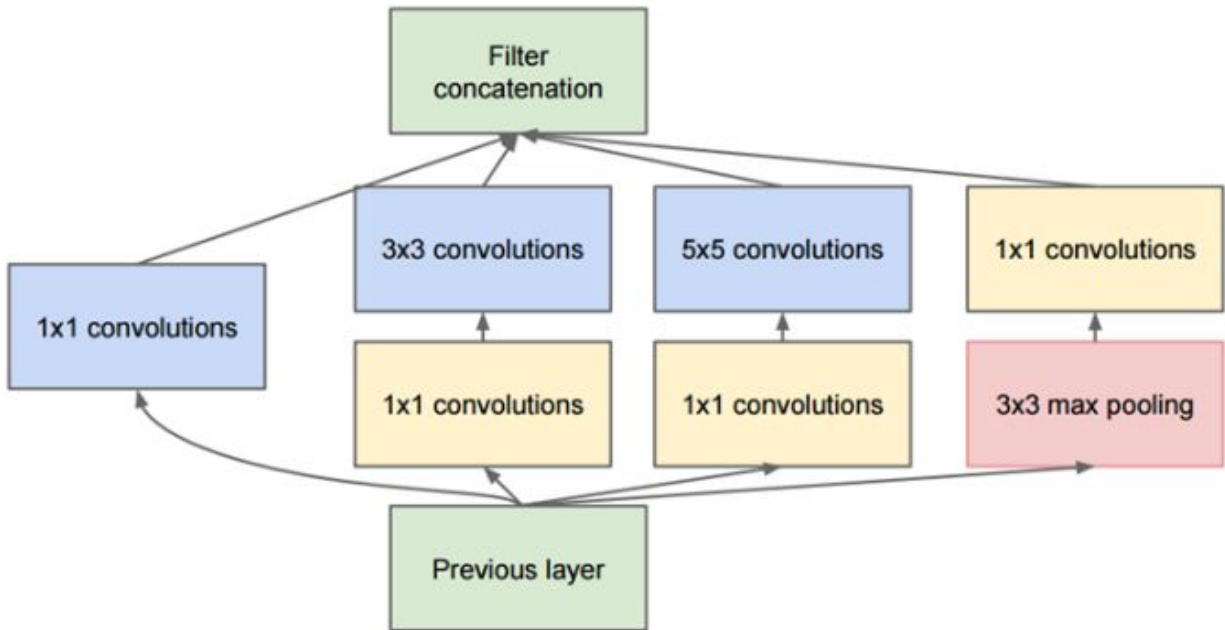 Filter
concatenation
3x3 convolutions
5x5 convolutions
1x1 convolutions
1x1 convolutions
1x1 convolutions
1x1 convolutions
3x3 max pooling
Previous layer